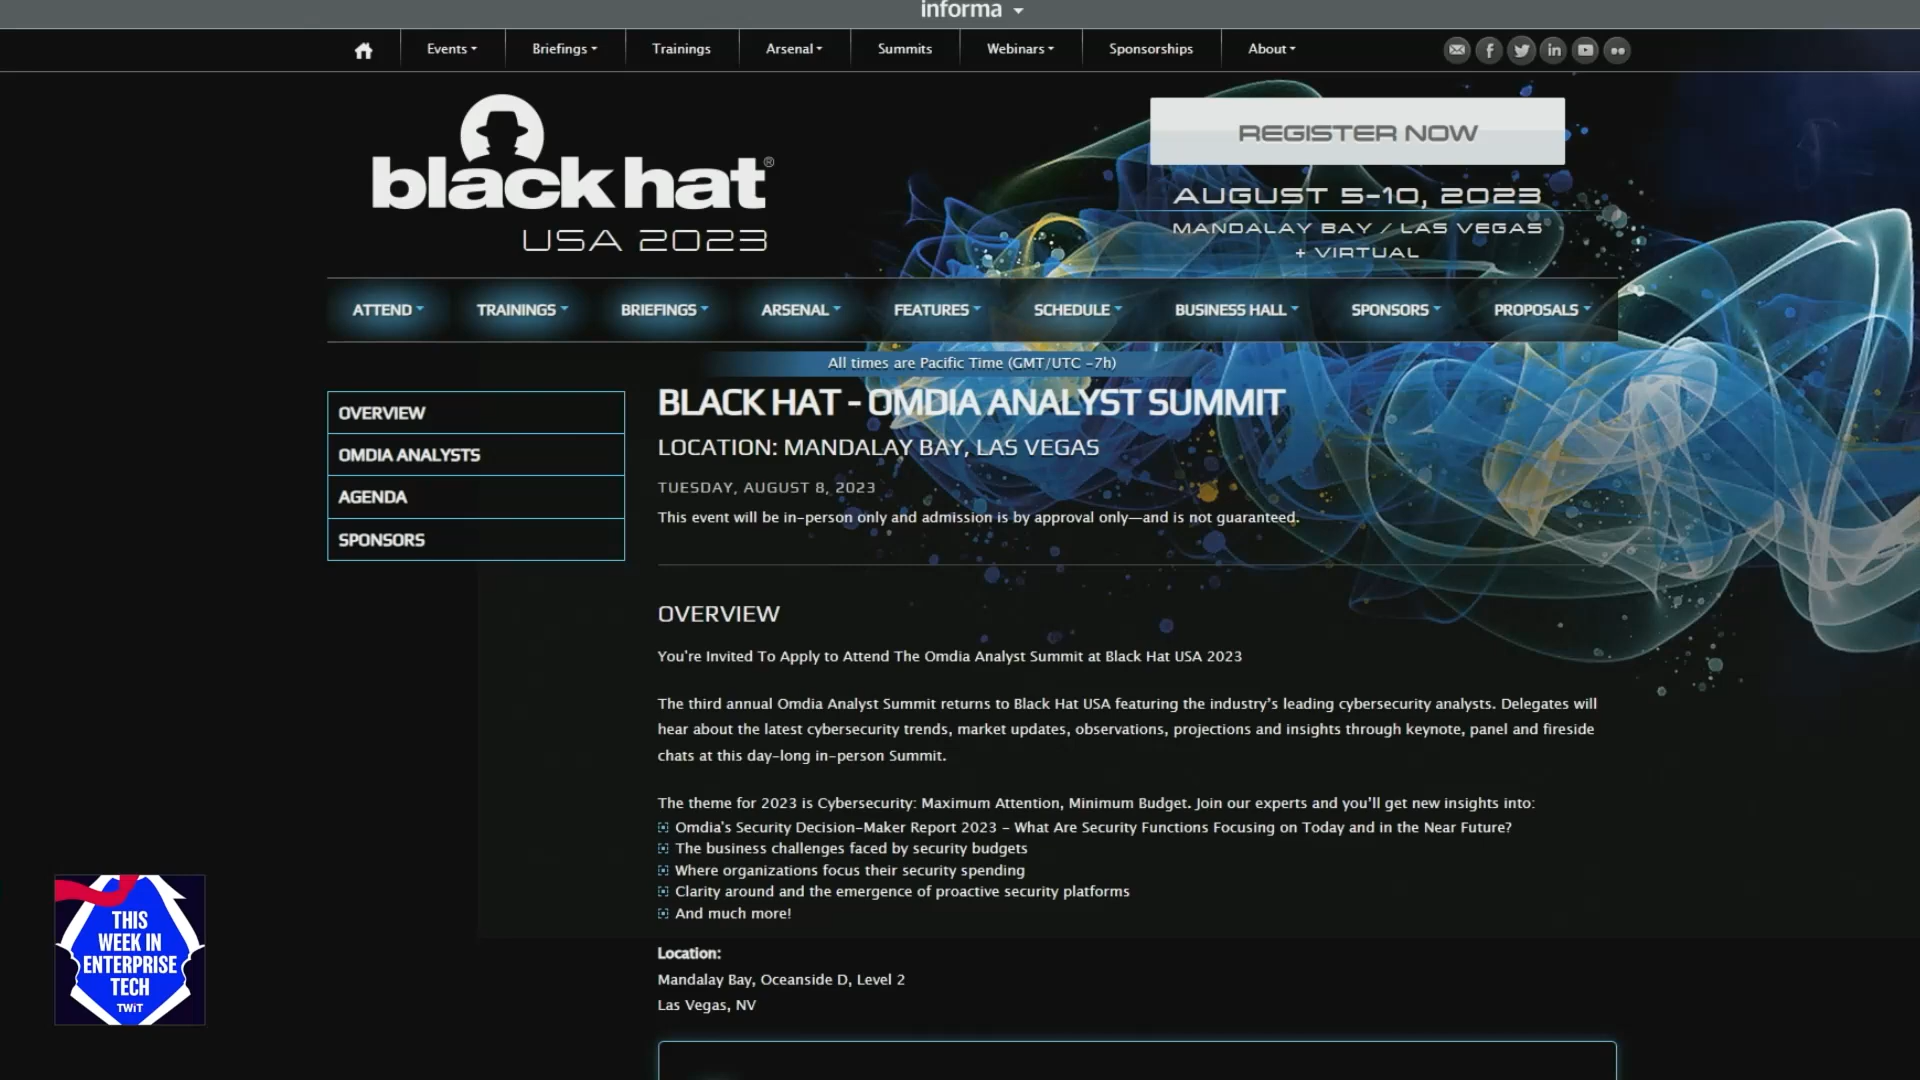 informa
Events
Briefings
Trainings
Arsenal
Summits
Webinars
Sponsorships
About
black hat®
USA 2023
REGISTER NOW
AUGUST 5-10, 2023
MANDALAY BAY / LAS VEGAS
+ VIRTUAL
ATTEND
TRAININGS
BRIEFINGS
ARSENAL
FEATURES
SCHEDULE
BUSINESS HALL
SPONSORS
PROPOSALS
All times are Pacific Time (GMT/UTC -7h)
OVERVIEW
OMDIA ANALYSTS
AGENDA
SPONSORS
BLACK HAT - OMDIA ANALYST SUMMIT
LOCATION: MANDALAY BAY, LAS VEGAS
TUESDAY, AUGUST 8, 2023
This event will be in-person only and admission is by approval only—and is not guaranteed.
OVERVIEW
You're Invited To Apply to Attend The Omdia Analyst Summit at Black Hat USA 2023
The third annual Omdia Analyst Summit returns to Black Hat USA featuring the industry's leading cybersecurity analysts. Delegates will
hear about the latest cybersecurity trends, market updates, observations, projections and insights through keynote, panel and fireside
chats at this day-long in-person Summit.
The theme for 2023 is Cybersecurity: Maximum Attention, Minimum Budget. Join our experts and you'll get new insights into:
Omdia's Security Decision-Maker Report 2023 - What Are Security Functions Focusing on Today and in the Near Future?
The business challenges faced by security budgets
Where organizations focus their security spending
Clarity around and the emergence of proactive security platforms
And much more!
Location:
Mandalay Bay, Oceanside D, Level 2
Las Vegas, NV
THIS
WEEK IN
ENTERPRISE
TECH
TWiT